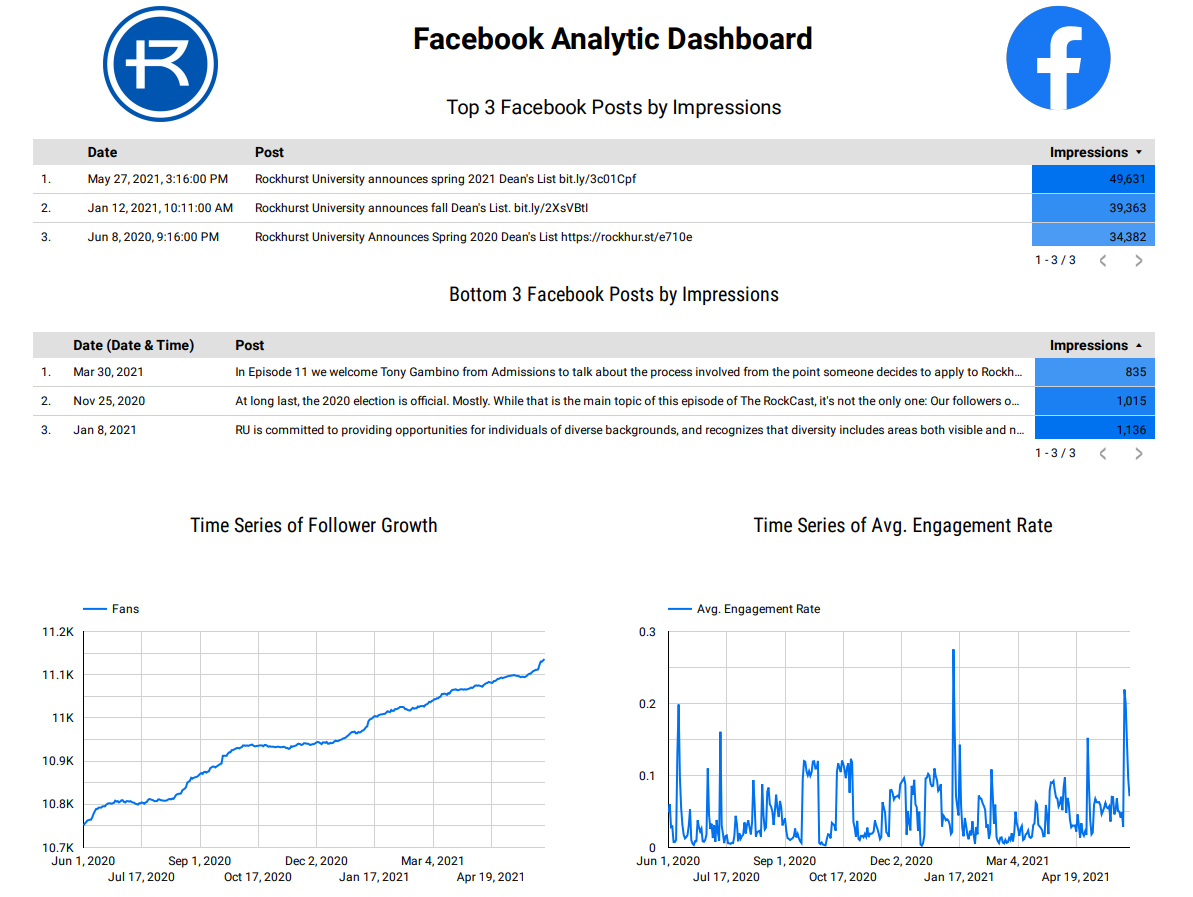 Facebook Analytic Dashboard
Top 3 Facebook Posts by Impressions
Date Post Impressions
1. May 27, 2021, 3:16:00 PM Rockhurst University announces spring 2021 Dean's List bit.ly/3c01Cpf 49,631
2. Jan 12, 2021, 10:11:00 AM Rockhurst University announces fall Dean's List. bit.ly/2XsVBtI 39,363
3. Jun 8, 2020, 9:16:00 PM Rockhurst University Announces Spring 2020 Dean's List https://rockhur.st/e710e 34,382
1 - 3 / 3
Bottom 3 Facebook Posts by Impressions
Date (Date & Time) Post Impressions
1. Mar 30, 2021 In Episode 11 we welcome Tony Gambino from Admissions to talk about the process involved from the point someone decides to apply to Rockh... 835
2. Nov 25, 2020 At long last, the 2020 election is official. Mostly. While that is the main topic of this episode of The RockCast, it's not the only one: Our followers o... 1,015
3. Jan 8, 2021 RU is committed to providing opportunities for individuals of diverse backgrounds, and recognizes that diversity includes areas both visible and n... 1,136
1 - 3 / 3
Time Series of Follower Growth
Fans
11.2K
11.1K
11K
10.9K
10.8K
10.7K
Jun 1, 2020 Sep 1, 2020 Dec 2, 2020 Mar 4, 2021
Jul 17, 2020 Oct 17, 2020 Jan 17, 2021 Apr 19, 2021
Time Series of Avg. Engagement Rate
Avg. Engagement Rate
0.3
0.2
0.1
0
Jun 1, 2020 Sep 1, 2020 Dec 2, 2020 Mar 4, 2021
Jul 17, 2020 Oct 17, 2020 Jan 17, 2021 Apr 19, 2021